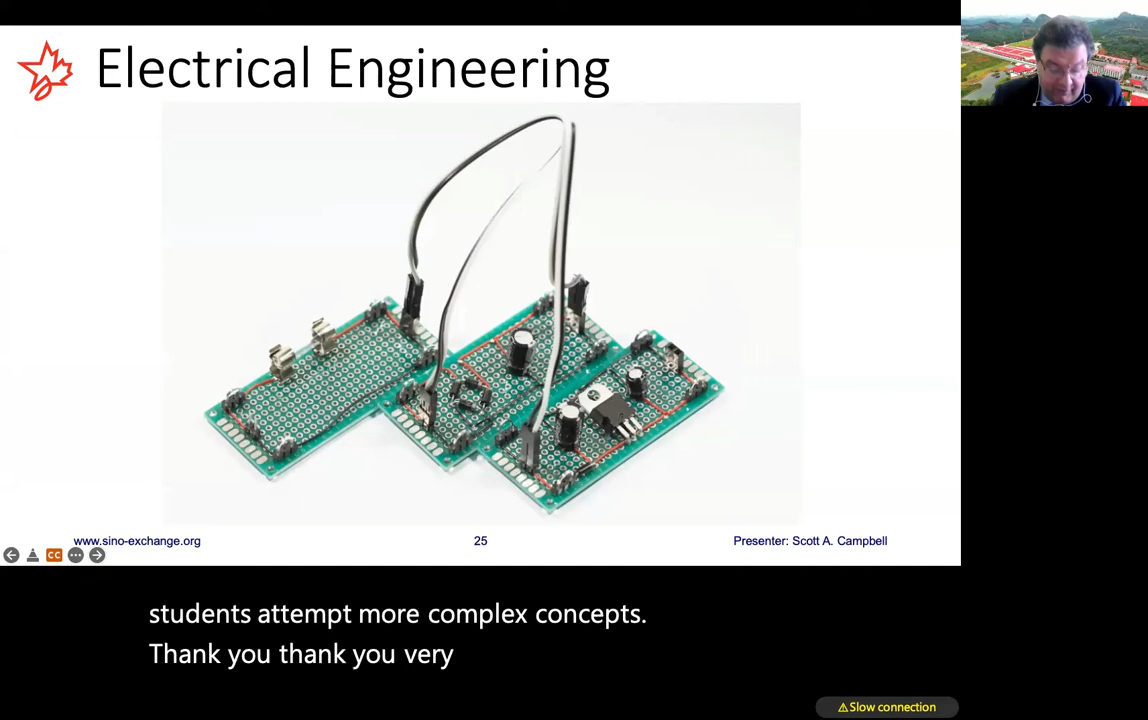 Electrical Engineering
www.sino-exchange.org
25
Presenter: Scott A. Campbell
CC
students attempt more complex concepts.
Thank you thank you very
⚠Slow connection